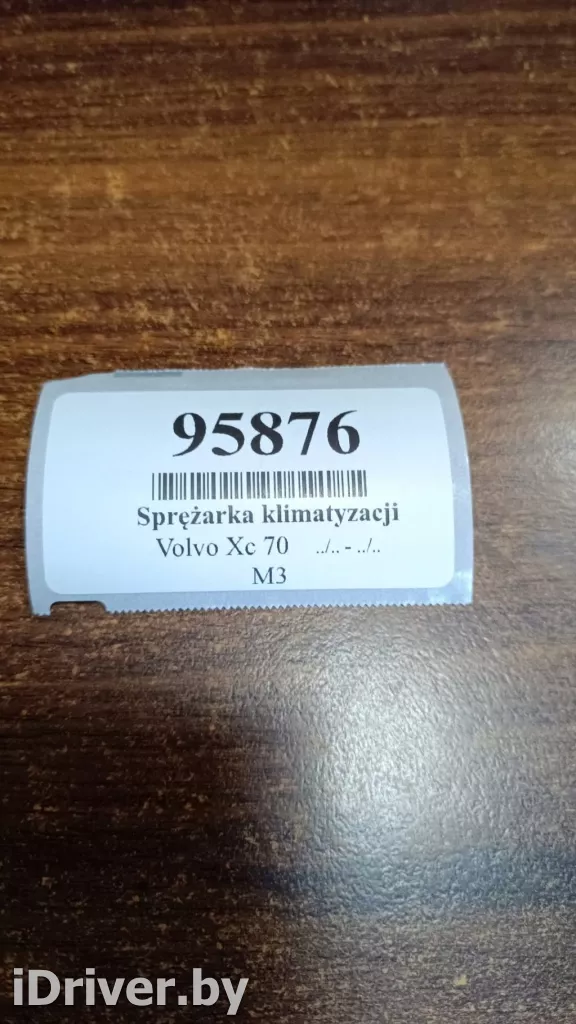 95876
Sprężarka klimatyzacji
Volvo Xc 70 ../.. - ../..
M3
iDriver.by